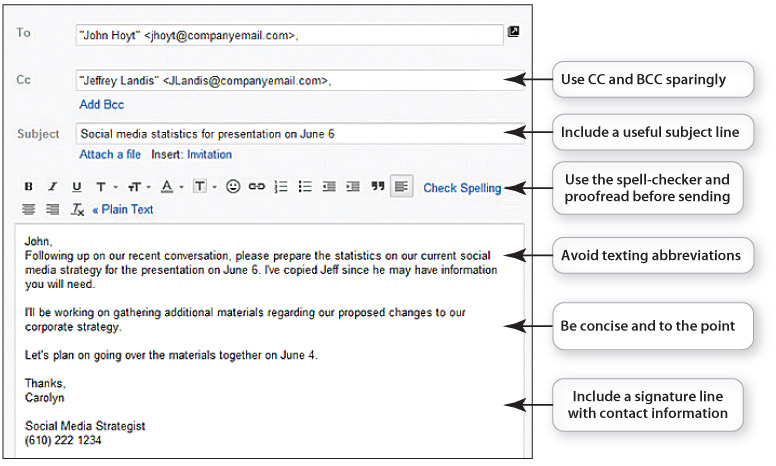 To "John Hoyt" <jhoyt@companyemail.com>,
Cc "Jeffrey Landis" <JLandis@companyemail.com>,
Use CC and BCC sparingly
Add Bcc
Subject Social media statistics for presentation on June 6
Include a useful subject line
Attach a file Insert: Invitation
B I U T T A T Check Spelling
Use the spell-checker and
proofread before sending
Tx « Plain Text
John,
Following up on our recent conversation, please prepare the statistics on our current social
media strategy for the presentation on June 6. I've copied Jeff since he may have information
you will need.
Avoid texting abbreviations
I'll be working on gathering additional materials regarding our proposed changes to our
corporate strategy.
Be concise and to the point
Let's plan on going over the materials together on June 4.
Thanks,
Carolyn
Include a signature line
with contact information
Social Media Strategist
(610) 222 1234